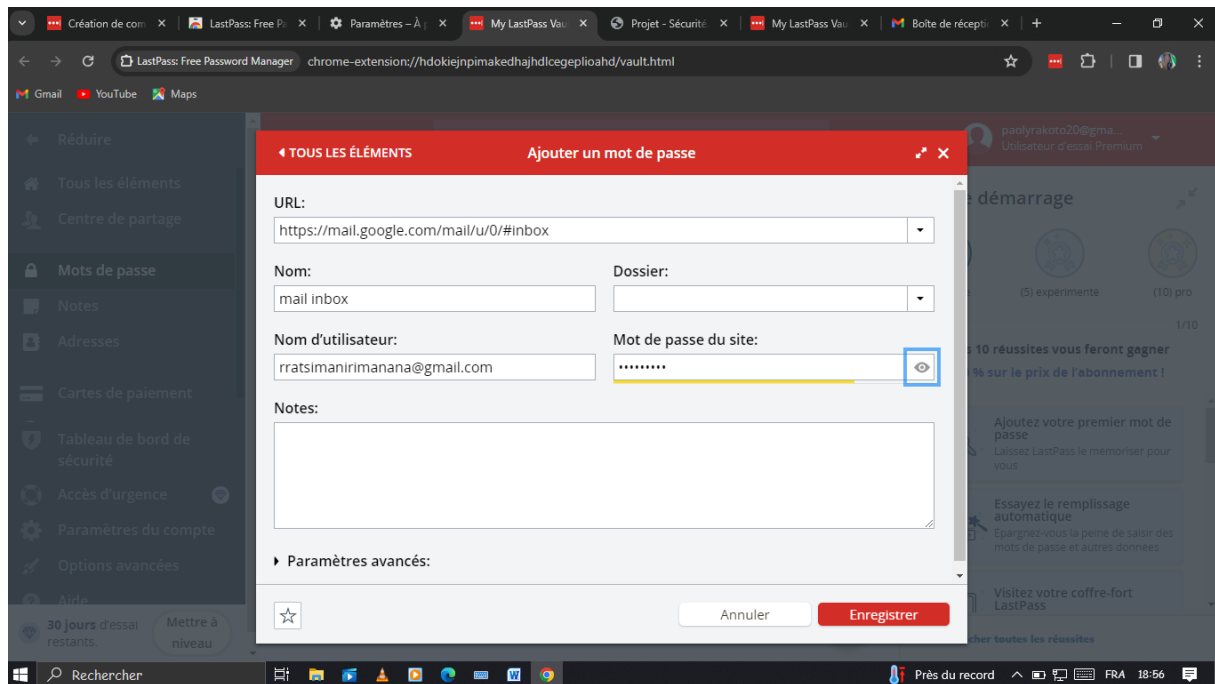 Création de com
LastPass: Free Pa
Paramètres – À p
My LastPass Vau
Projet - Sécurité
My LastPass Vau
Boîte de récepti
LastPass: Free Password Manager
chrome-extension://hdokiejnpimakedhajhdlcegeplioahd/vault.html
Gmail
YouTube
Maps
Réduire
Tous les éléments
Centre de partage
Mots de passe
Notes
Adresses
Cartes de paiement
Tableau de bord de
sécurité
Accès d'urgence
Paramètres du compte
Options avancées
Aide
30 jours d'essai
restants.
Mettre à
niveau
TOUS LES ÉLÉMENTS
Ajouter un mot de passe
URL:
https://mail.google.com/mail/u/0/#inbox
Nom:
Dossier:
mail inbox
Nom d'utilisateur:
Mot de passe du site:
rratsimanirimanana@gmail.com
•••••••••
Notes:
Paramètres avancés:
Annuler
Enregistrer
paolyrakoto20@gma...
Utilisateur d'essai Premium
démarrage
(5) expérimenté
(10) pro
1/10
10 réussites vous feront gagner
% sur le prix de l'abonnement !
Ajoutez votre premier mot de
passe
Laissez LastPass le mémoriser pour
vous
Essayez le remplissage
automatique
Épargnez-vous la peine de saisir des
mots de passe et autres données
Visitez votre coffre-fort
LastPass
toutes les réussites
Rechercher
Près du record
FRA
18:56